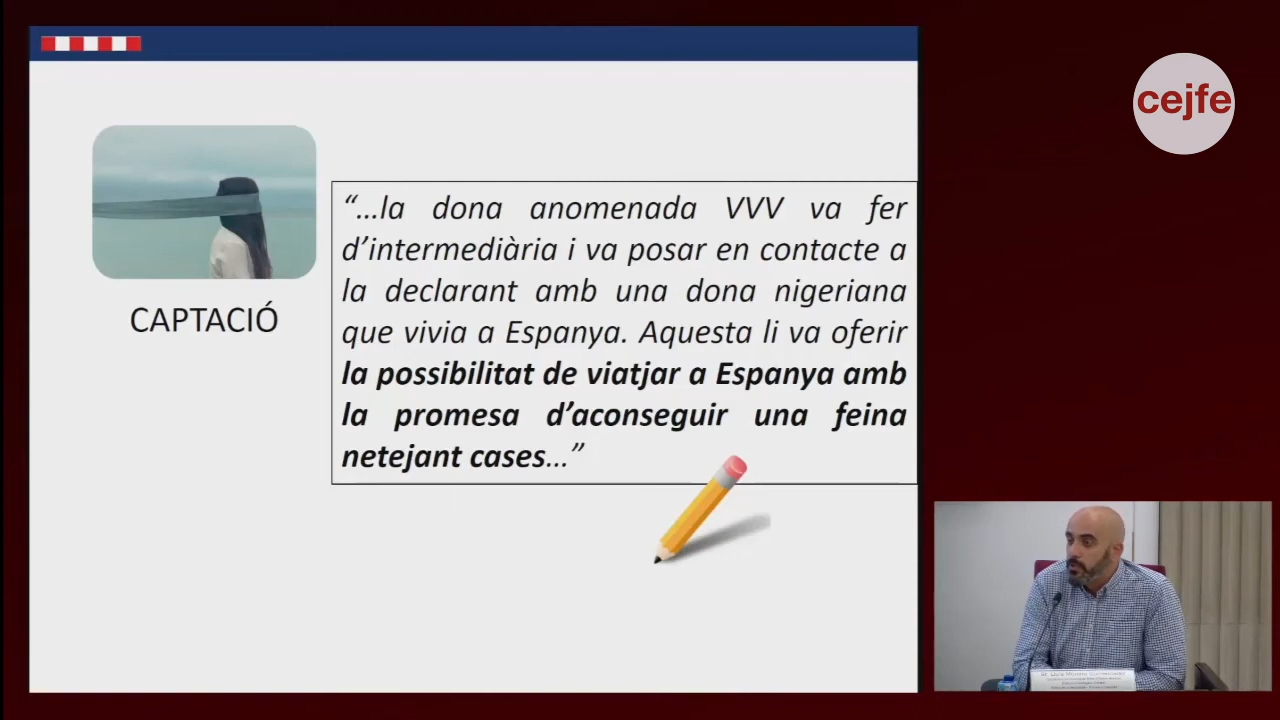 cejfe
“...la dona anomenada VVV va fer
d’intermediària i va posar en contacte a
la declarant amb una dona nigeriana
que vivia a Espanya. Aquesta li va oferir
la possibilitat de viatjar a Espanya amb
la promesa d’aconseguir una feina
netejant cases...”
CAPTACIÓ